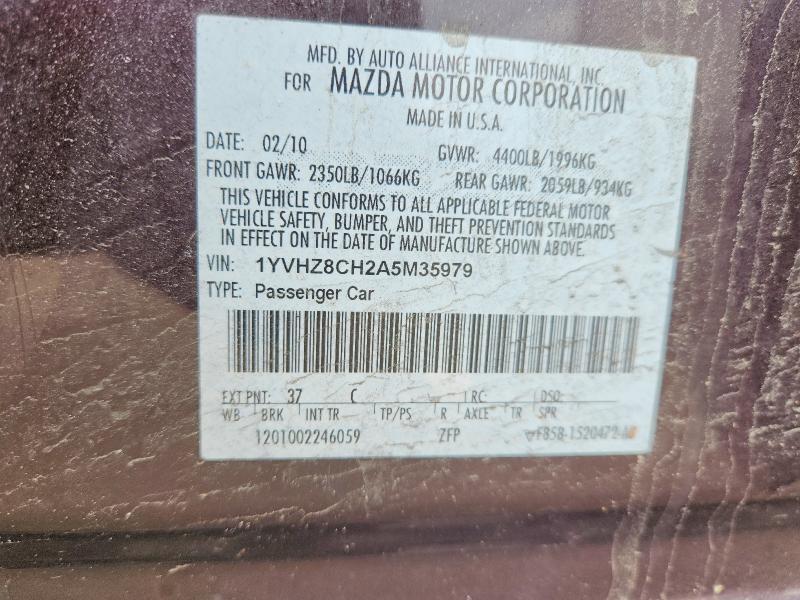 MFD. BY AUTO ALLIANCE INTERNATIONAL, INC.
FOR MAZDA MOTOR CORPORATION
MADE IN U.S.A.
DATE: 02/10 GVWR: 4400LB/1996KG
FRONT GAWR: 2350LB/1066KG REAR GAWR: 2059LB/934KG
THIS VEHICLE CONFORMS TO ALL APPLICABLE FEDERAL MOTOR
VEHICLE SAFETY, BUMPER, AND THEFT PREVENTION STANDARDS
IN EFFECT ON THE DATE OF MANUFACTURE SHOWN ABOVE.
VIN: 1YVHZ8CH2A5M35979
TYPE: Passenger Car
EXT PNT: 37 C RC: DSO:
WB BRK INT TR TP/PS R AXLE TR SPR
1201002246059 ZFP